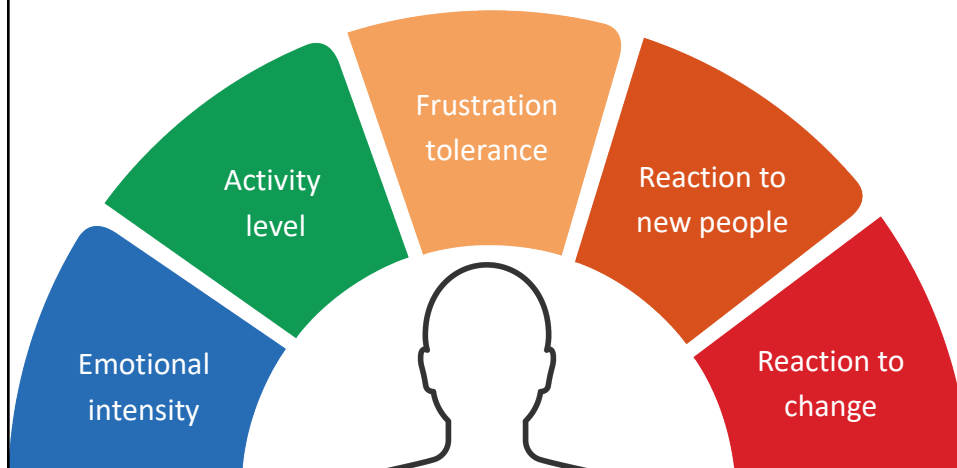 Emotional
intensity
Activity
level
Frustration
tolerance
Reaction to
new people
Reaction to
change